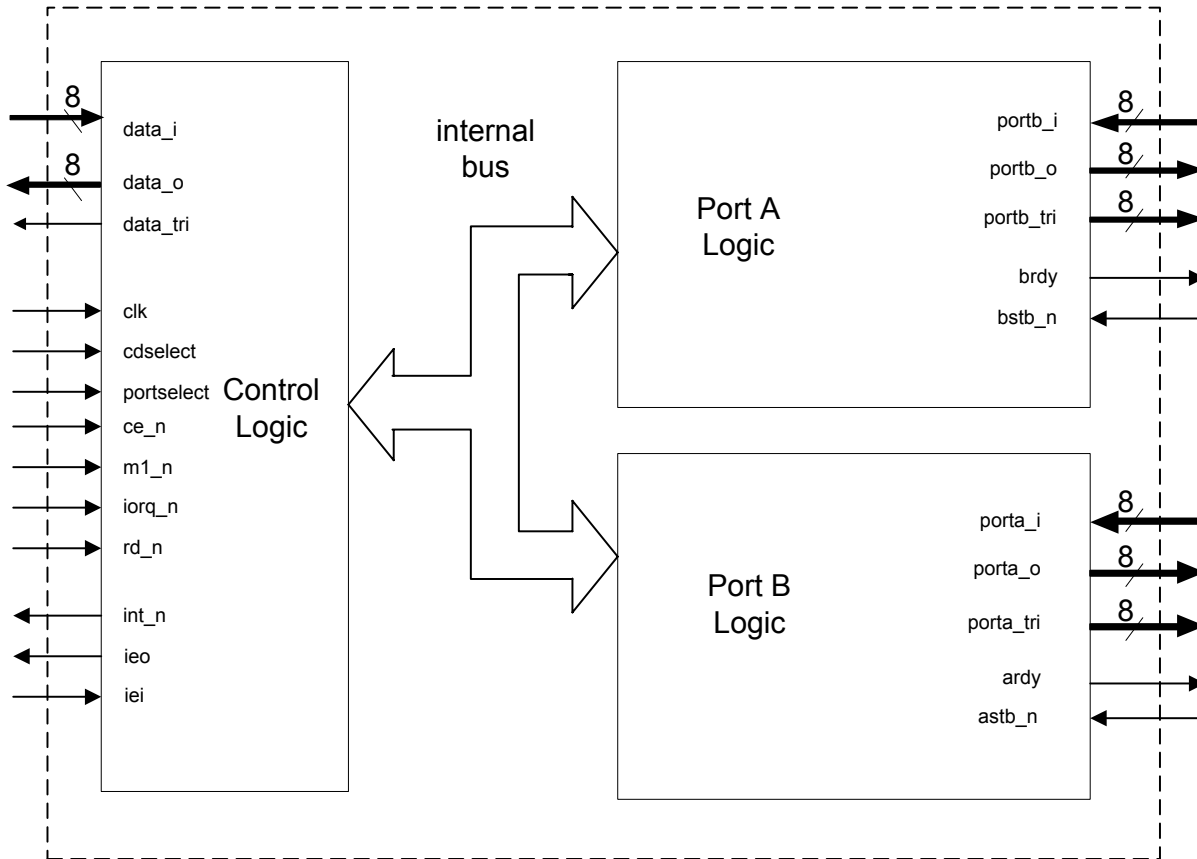 8
data_i
8
data_o
data_tri
clk
cdselect
portselect
ce_n
m1_n
iorq_n
rd_n
int_n
ieo
iei
Control
Logic
internal
bus
Port A
Logic
portb_i
8
portb_o
8
portb_tri
8
brdy
bstb_n
Port B
Logic
porta_i
8
porta_o
8
porta_tri
8
ardy
astb_n